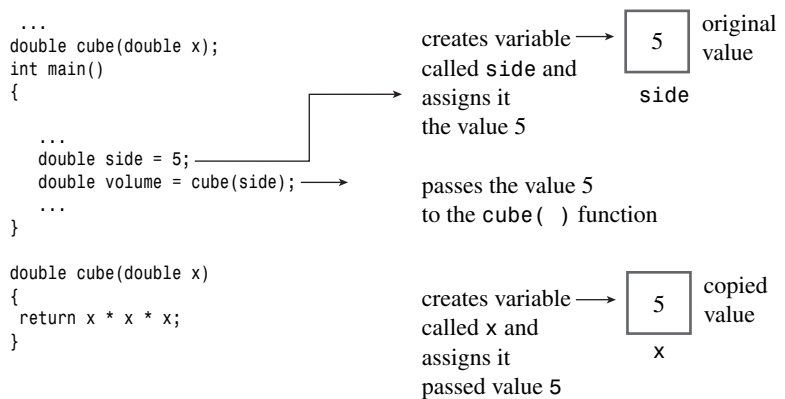 ...
double cube(double x);
int main()
{
...
double side = 5;
double volume = cube(side);
...
}
double cube(double x)
{
return x * x * x;
}
creates variable
called side and
assigns it
the value 5
5
side
original
value
passes the value 5
to the cube( ) function
creates variable
called x and
assigns it
passed value 5
5
x
copied
value